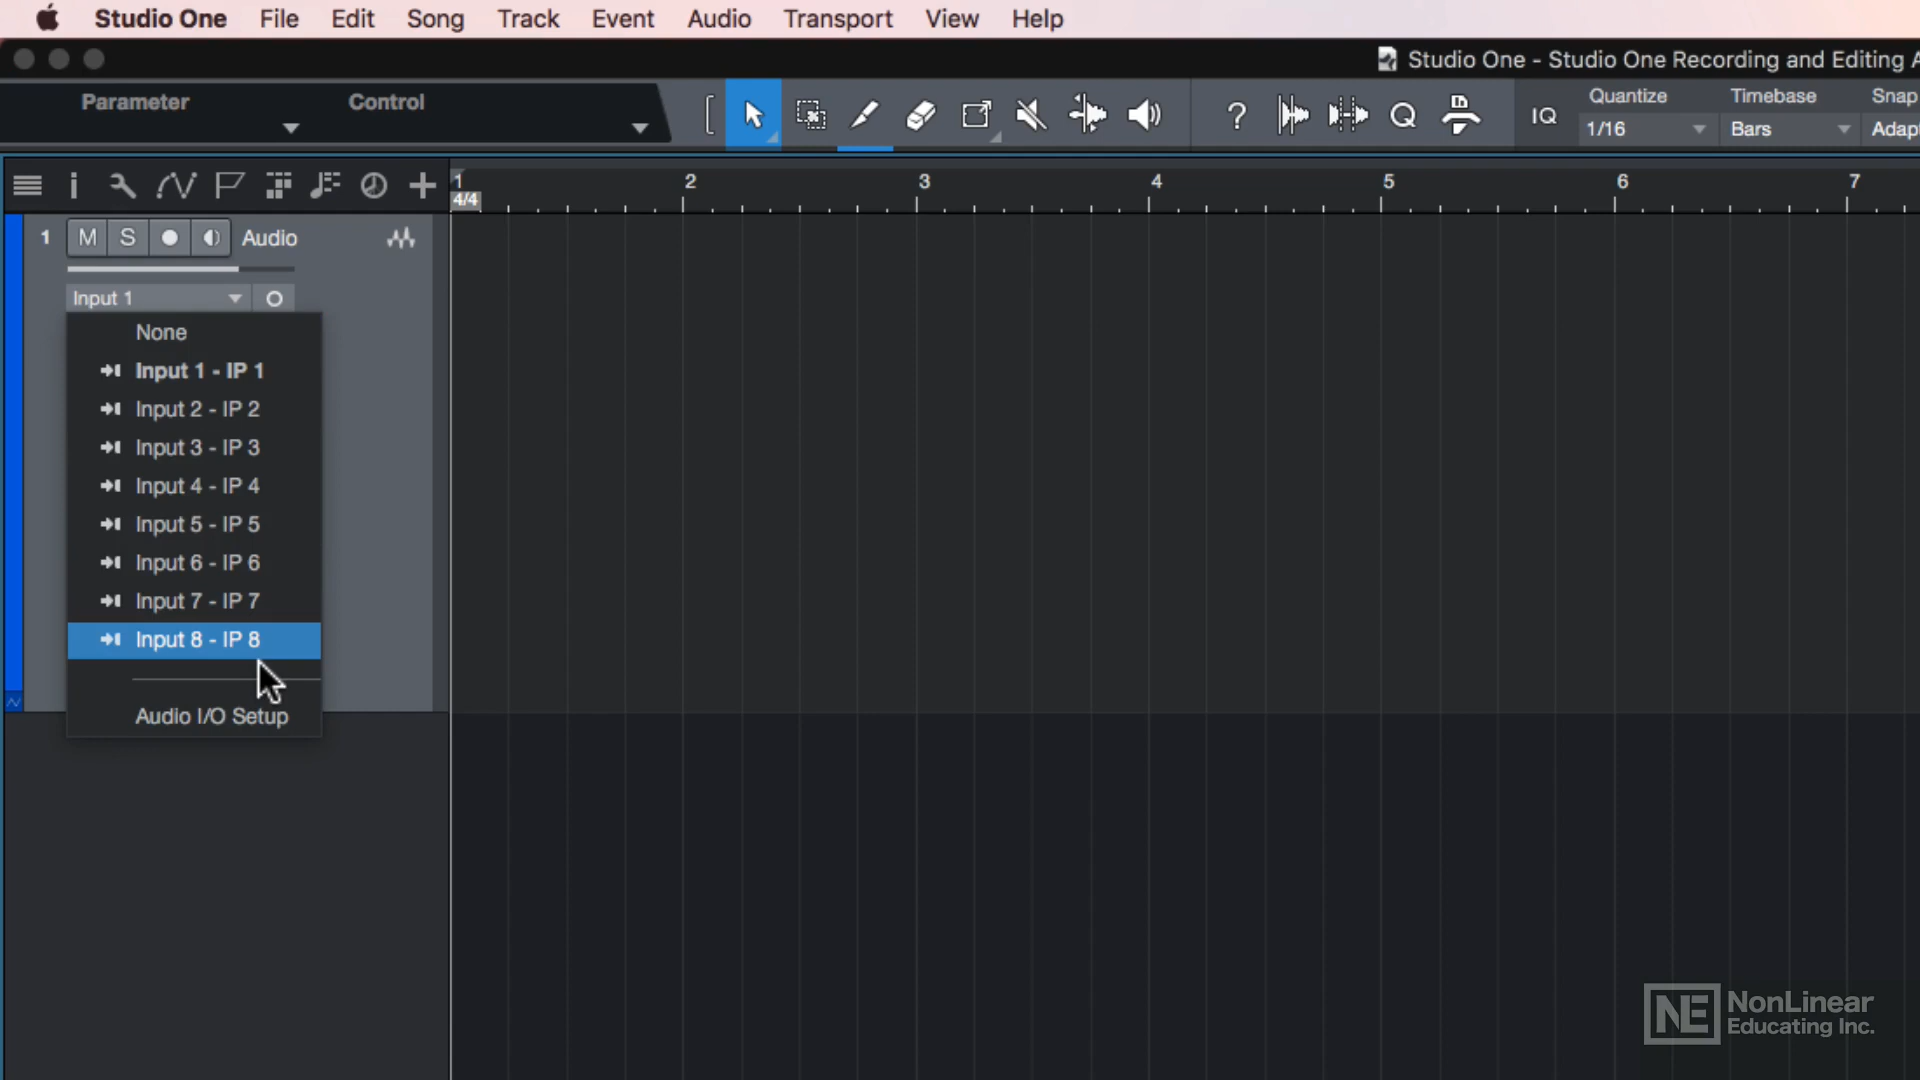 Studio One File Edit Song Track Event Audio Transport View Help
Studio One - Studio One Recording and Editing A
Parameter Control
Quantize Timebase Snap
? Q IQ 1/16 Bars Adapt
1 2 3 4 5 6 7
4/4
1 M S Audio
Input 1
None
Input 1 - IP 1
Input 2 - IP 2
Input 3 - IP 3
Input 4 - IP 4
Input 5 - IP 5
Input 6 - IP 6
Input 7 - IP 7
Input 8 - IP 8
Audio I/O Setup
NE NonLinear
Educating Inc.